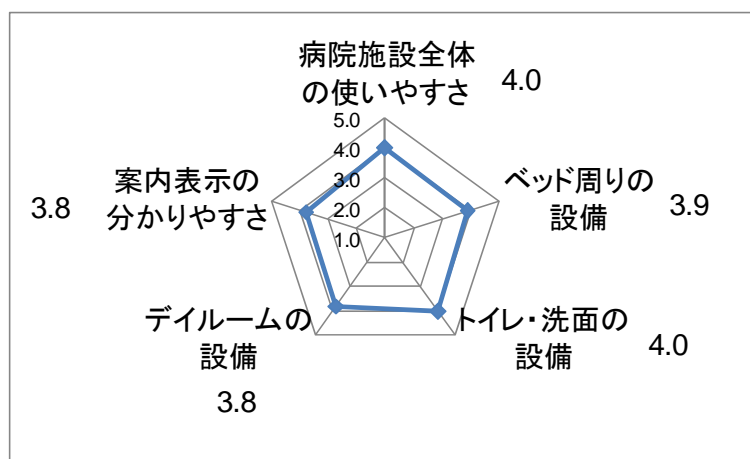 病院施設全体
の使いやすさ
4.0
5.0
4.0
3.0
2.0
1.0
ベッド周りの
設備
3.9
トイレ・洗面の
設備
4.0
デイルームの
設備
3.8
案内表示の
分かりやすさ
3.8